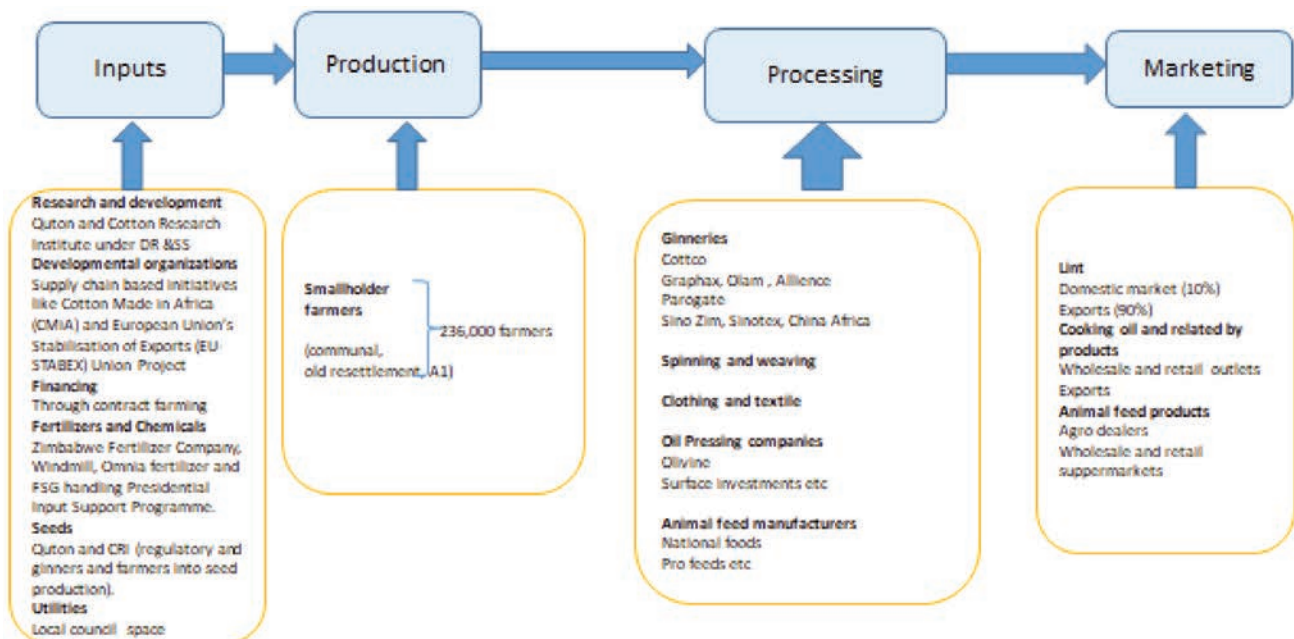 Inputs
Production
Processing
Marketing
Research and development
Quton and Cotton Research
Institute under DR &SS
Developmental organizations
Supply chain based initiatives
like Cotton Made in Africa
(CMIA) and European Union's
Stabilisation of Exports (EU
STABEX) Union Project
Financing
Through contract farming
Fertilizers and Chemicals
Zimbabwe Fertilizer Company,
Windmill, Omnia fertilizer and
FSG handling Presidential
Input Support Programme.
Seeds
Quton and CRI (regulatory and
ginners and farmers into seed
production).
Utilities
Local council space
Smallholder
farmers
(communal,
old resettlement, A1)
236,000 farmers
Ginneries
Cottco
Graphax, Olam , Allience
Parogate
Sino Zim, Sinotex, China Africa
Spinning and weaving
Clothing and textile
Oil Pressing companies
Olivine
Surface Investments etc
Animal feed manufacturers
National foods
Pro feeds etc
Lint
Domestic market (10%)
Exports (90%)
Cooking oil and related by
products
Wholesale and retail outlets
Exports
Animal feed products
Agro dealers
Wholesale and retail
suppermarkets